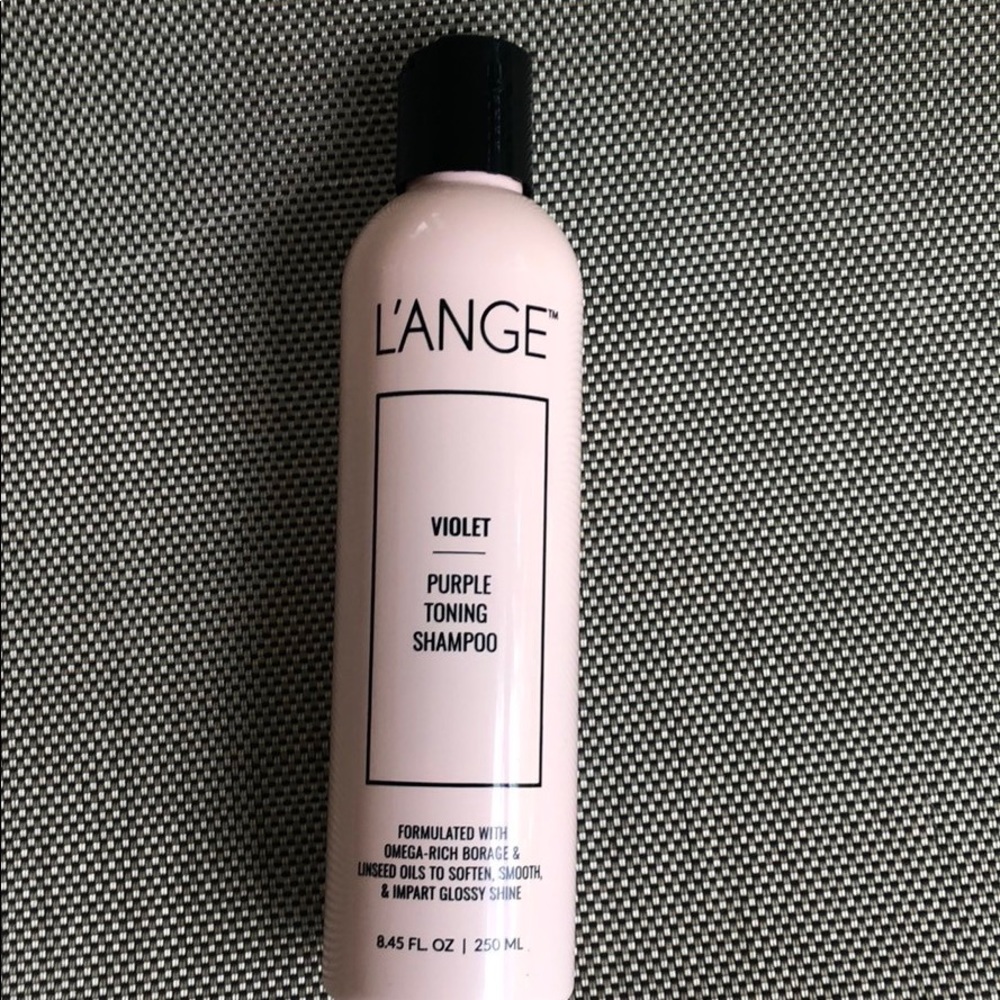 L'ANGE™
VIOLET
PURPLE
TONING
SHAMPOO
FORMULATED WITH
OMEGA-RICH BORAGE &
LINSEED OILS TO SOFTEN, SMOOTH,
& IMPART GLOSSY SHINE
8.45 FL. OZ | 250 ML